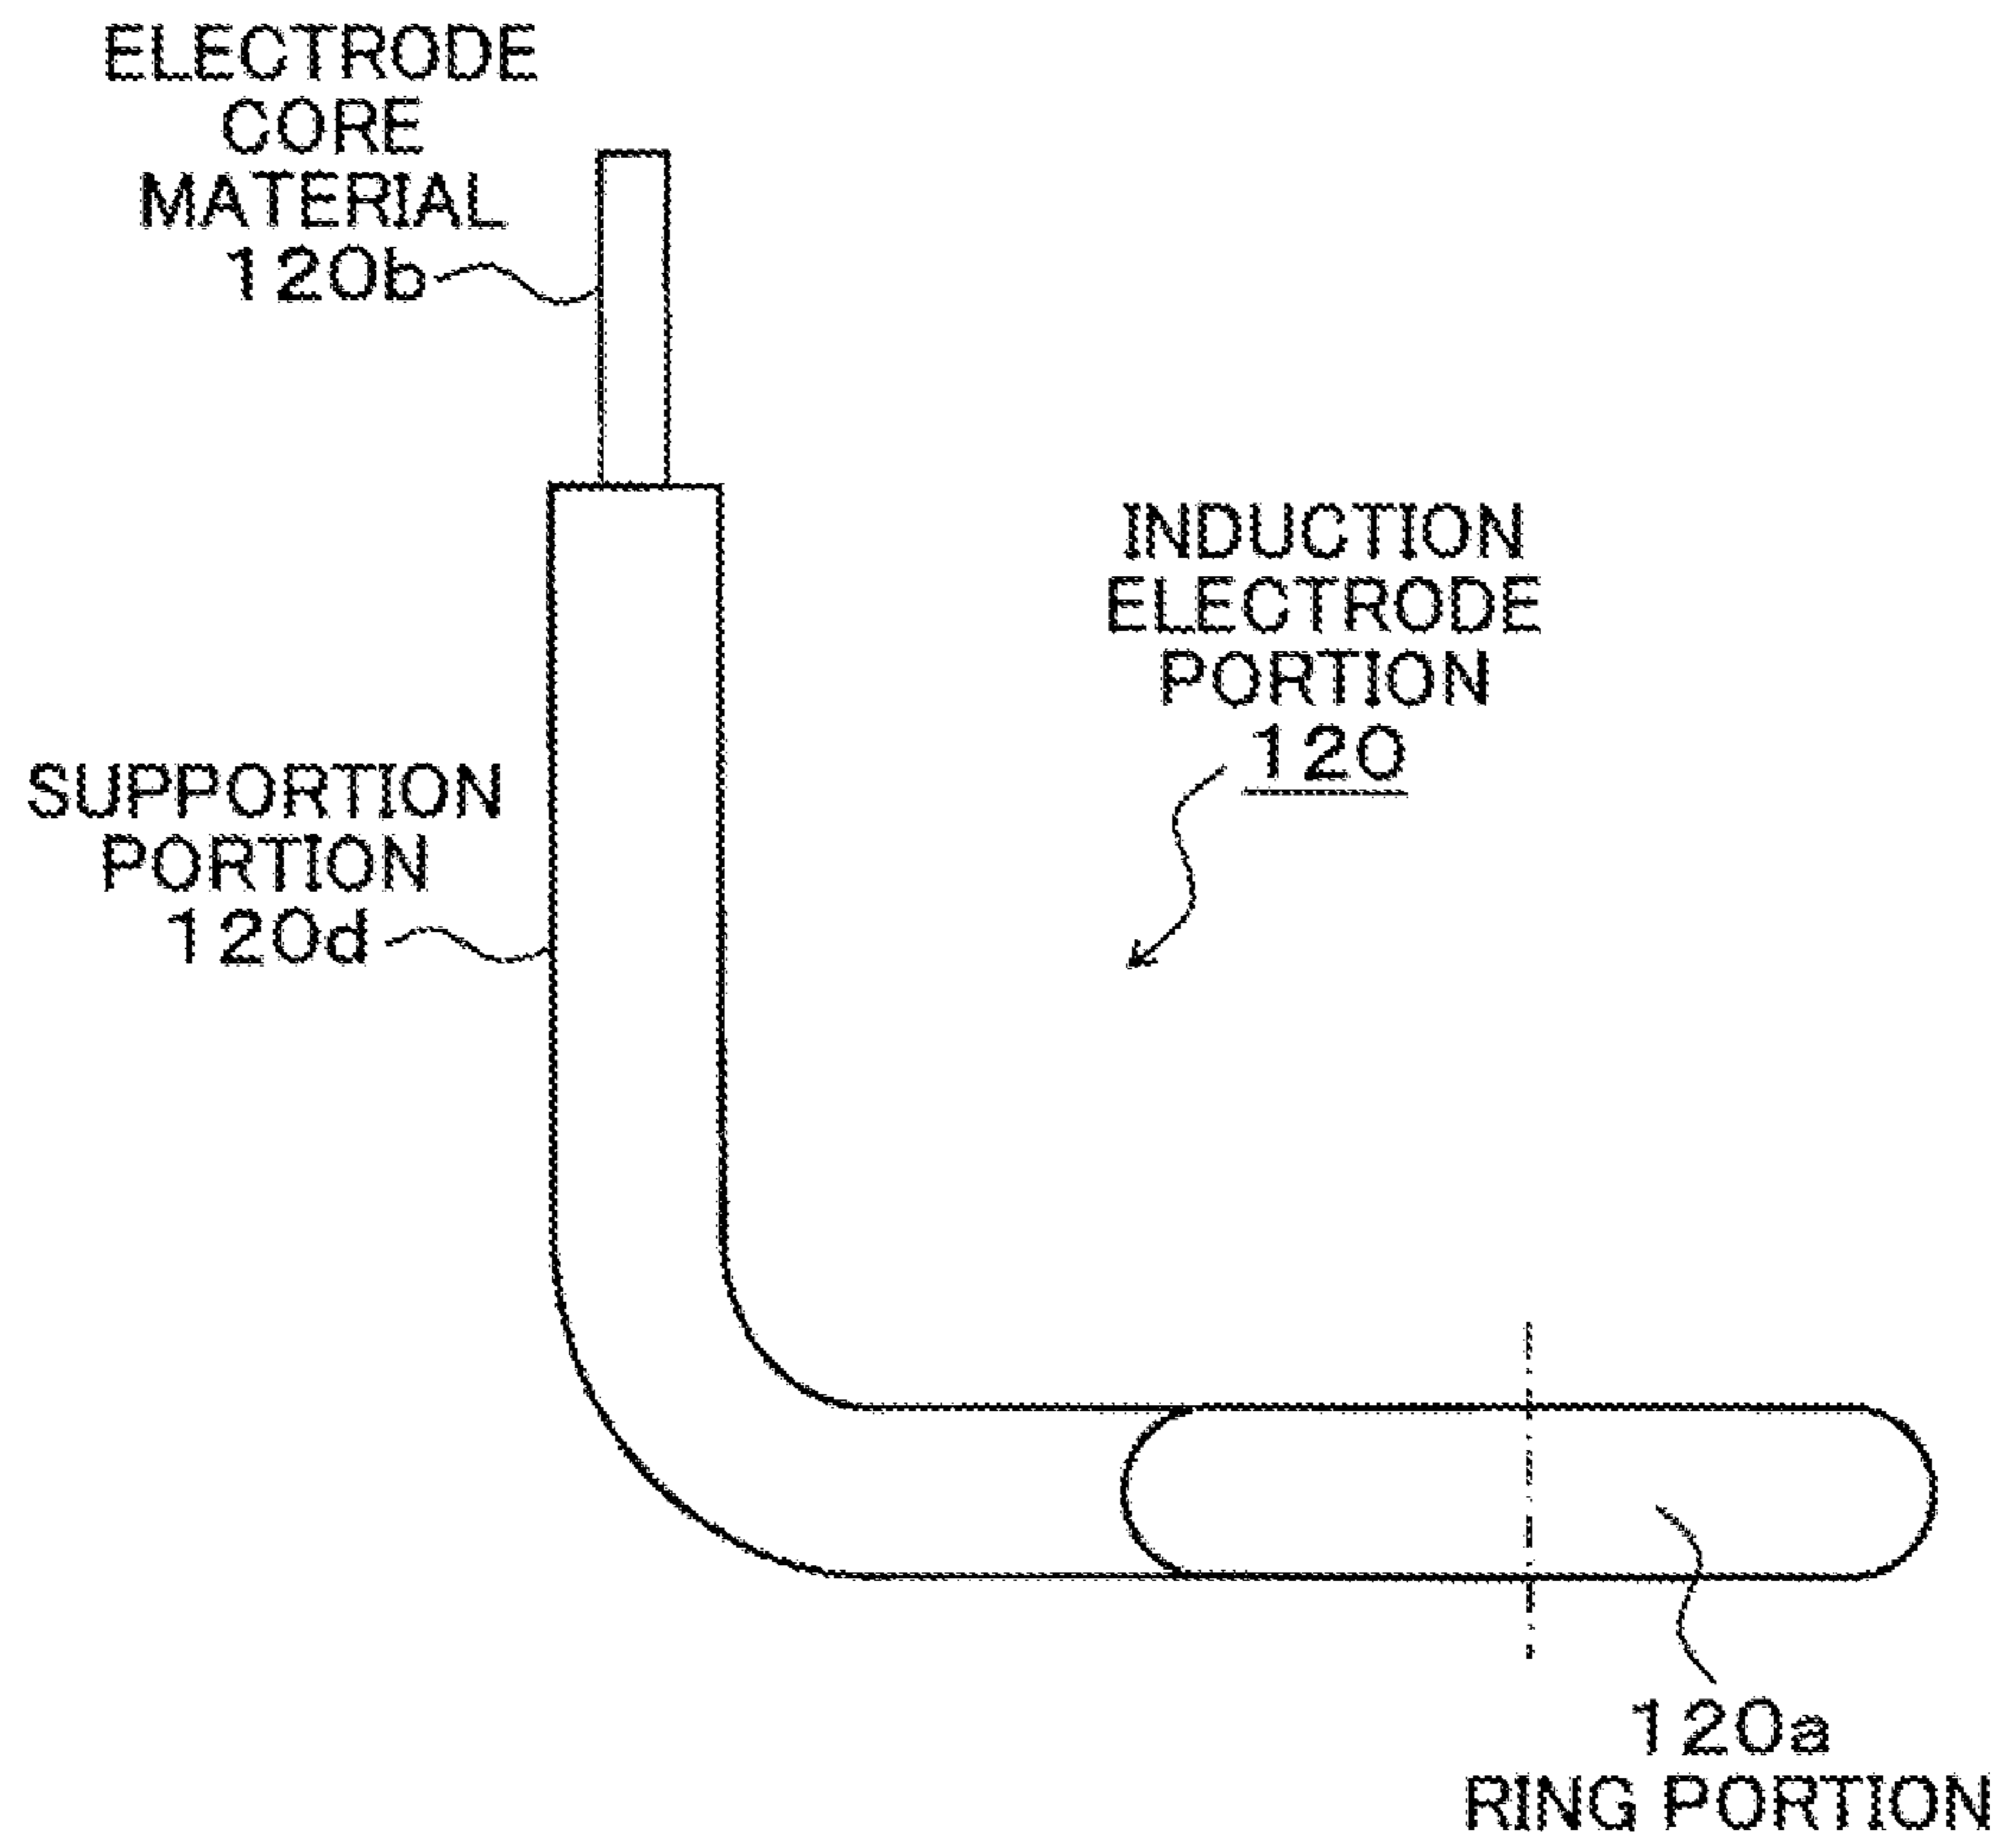 ELECTRODE
CORE
MATERIAL
120b
INDUCTION
ELECTRODE
PORTION
120
SUPPORTION
PORTION
120d
120a
RING PORTION